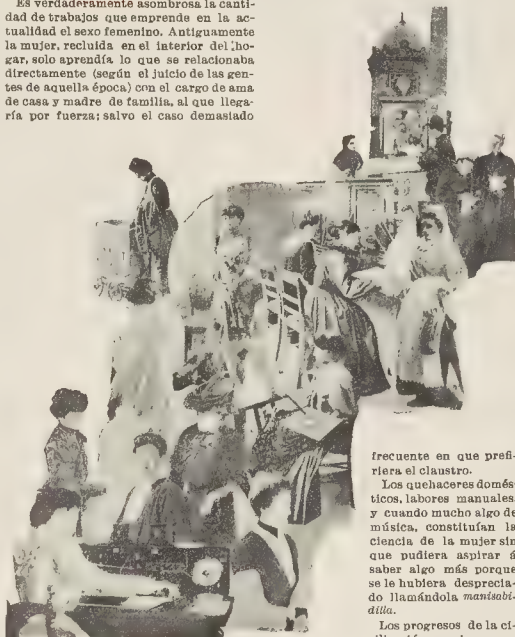 Es verdaderamente asombrosa la canti-
dad de trabajos que emprende en la ac-
tualidad el sexo femenino. Antiguamente
la mujer, recluida en el interior del ho-
gar, solo aprendía lo que se relacionaba
directamente (según el juicio de las gen-
tes de aquella época) con el cargo de ama
de casa y madre de familia, al que llega-
ría por fuerza; salvo el caso demasiado
frecuente en que prefi-
riera el claustro.
Los quehaceres domés-
ticos, labores manuales
y cuando mucho algo de
música, constituían la
ciencia de la mujer sin
que pudiera aspirar á
saber algo más porque
se le hubiera desprecia-
do llamándola manisabi-
dilla.
Los progresos de la ci-